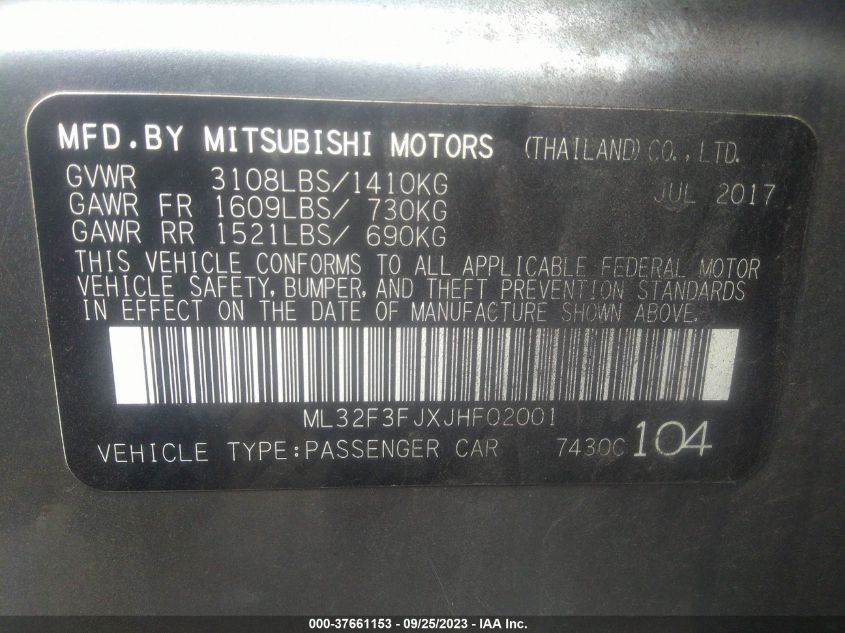 MFD.BY MITSUBISHI MOTORS (THAILAND) CO., LTD.
GVWR 3108LBS/1410KG JUL 2017
GAWR FR 1609LBS/ 730KG
GAWR RR 1521LBS/ 690KG
THIS VEHICLE CONFORMS TO ALL APPLICABLE FEDERAL MOTOR
VEHICLE SAFETY, BUMPER, AND THEFT PREVENTION STANDARDS
IN EFFECT ON THE DATE OF MANUFACTURE SHOWN ABOVE.
ML32F3FJXJHF02001
VEHICLE TYPE:PASSENGER CAR 7430C 104
000-37661153 - 09/25/2023 - IAA Inc.